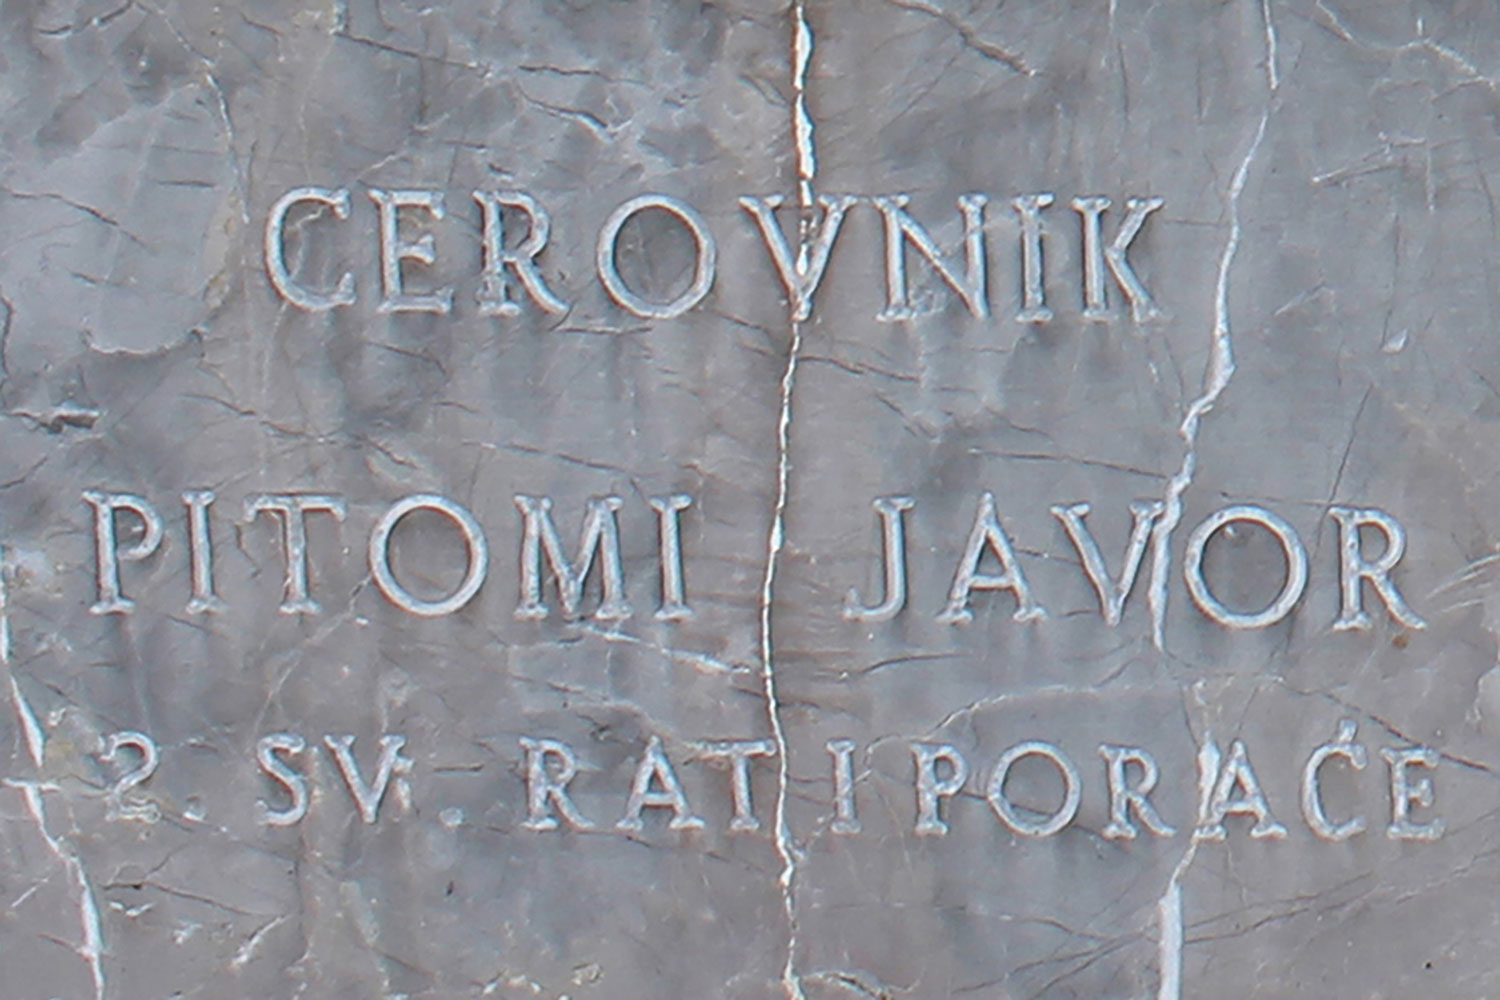 CEROVNIK
PITOMI JAVOR
2. SV. RAT I PORAĆE